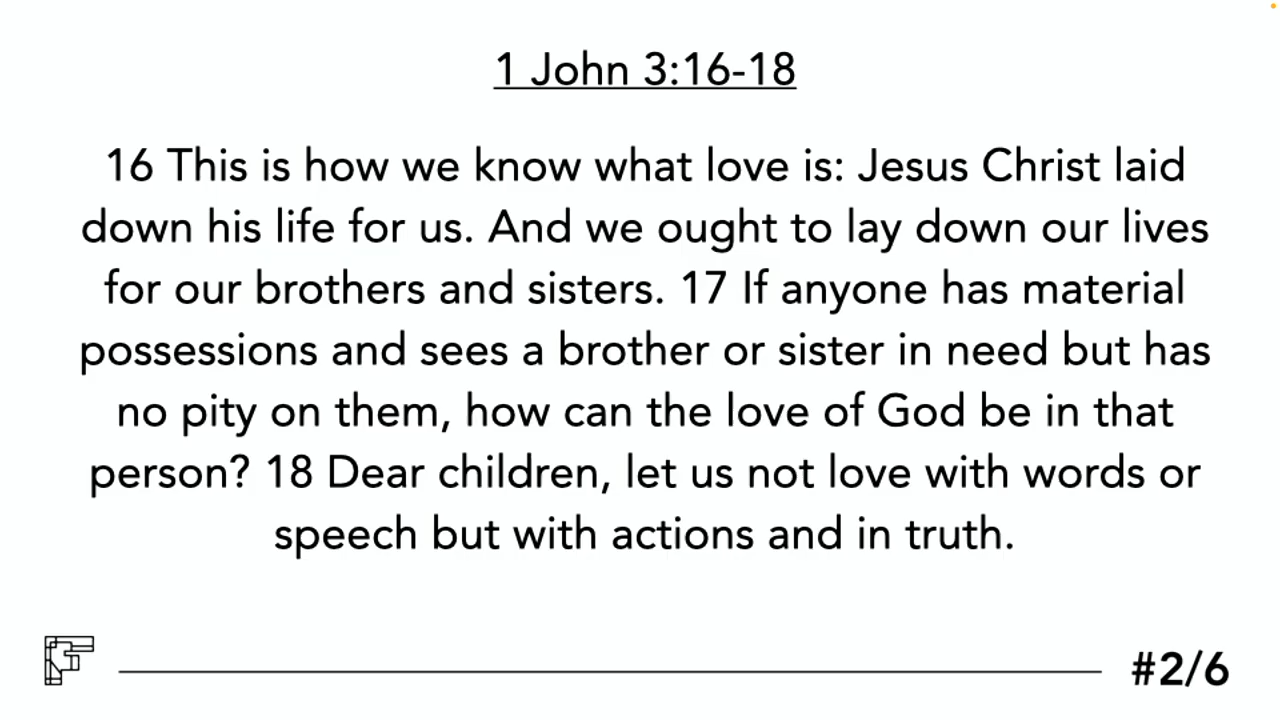 1 John 3:16-18
16 This is how we know what love is: Jesus Christ laid
down his life for us. And we ought to lay down our lives
for our brothers and sisters. 17 If anyone has material
possessions and sees a brother or sister in need but has
no pity on them, how can the love of God be in that
person? 18 Dear children, let us not love with words or
speech but with actions and in truth.
#2/6